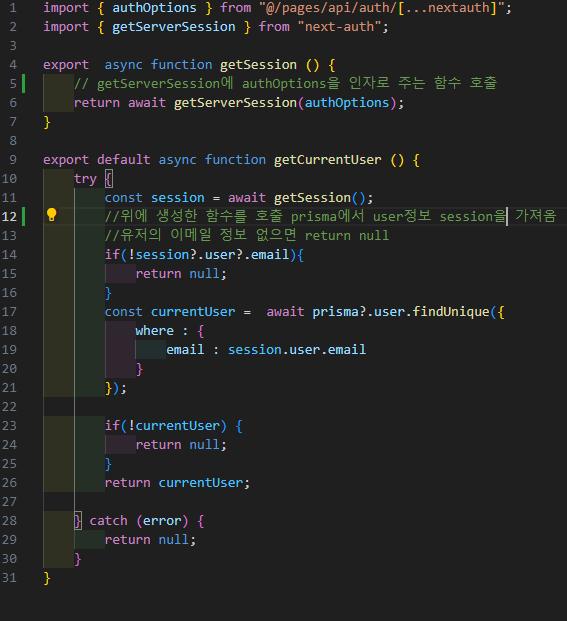 1 import { authOptions } from "@/pages/api/auth/[...nextauth]";
2 import { getServerSession } from "next-auth";
3
4 export  async function getSession () {
5     // getServerSession에 authOptions을 인자로 주는 함수 호출
6     return await getServerSession(authOptions);
7 }
8
9 export default async function getCurrentUser () {
10     try {
11         const session = await getSession();
12         //위에 생성한 함수를 호출 prisma에서 user정보 session을 가져옴
13         //유저의 이메일 정보 없으면 return null
14         if(!session?.user?.email){
15             return null;
16         }
17         const currentUser =  await prisma?.user.findUnique({
18             where : {
19                 email : session.user.email
20             }
21         });
22
23         if(!currentUser) {
24             return null;
25         }
26         return currentUser;
27
28     } catch (error) {
29         return null;
30     }
31 }